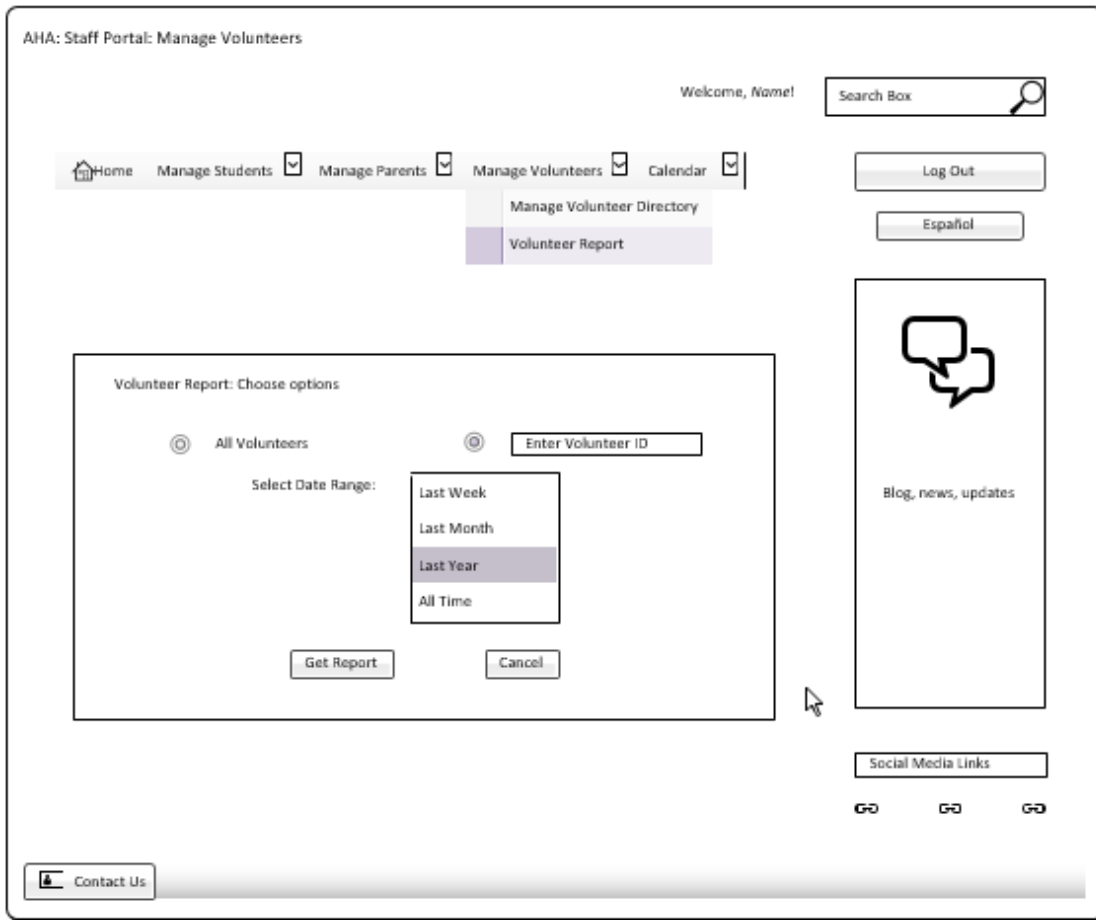 AHA: Staff Portal: Manage Volunteers
Welcome, Name!
Search Box
Home Manage Students Manage Parents Manage Volunteers Calendar
Log Out
Manage Volunteer Directory
Español
Volunteer Report
Volunteer Report: Choose options
All Volunteers Enter Volunteer ID
Select Date Range:
Last Week
Last Month
Last Year
All Time
Get Report Cancel
Blog, news, updates
Social Media Links
Contact Us